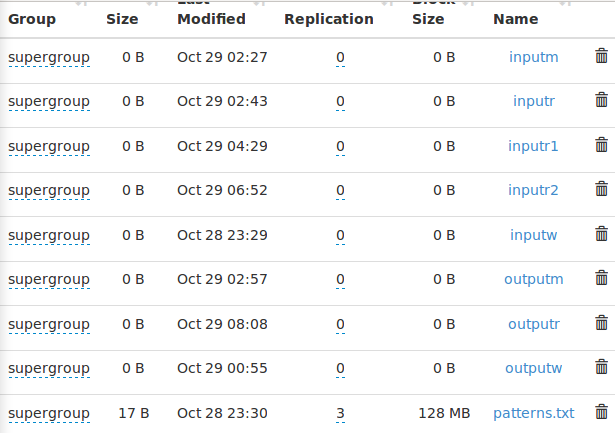 Last Block
Group Size Modified Replication Size Name
supergroup 0 B Oct 29 02:27 0 0 B inputm
supergroup 0 B Oct 29 02:43 0 0 B inputr
supergroup 0 B Oct 29 04:29 0 0 B inputr1
supergroup 0 B Oct 29 06:52 0 0 B inputr2
supergroup 0 B Oct 28 23:29 0 0 B inputw
supergroup 0 B Oct 29 02:57 0 0 B outputm
supergroup 0 B Oct 29 08:08 0 0 B outputr
supergroup 0 B Oct 29 00:55 0 0 B outputw
supergroup 17 B Oct 28 23:30 3 128 MB patterns.txt